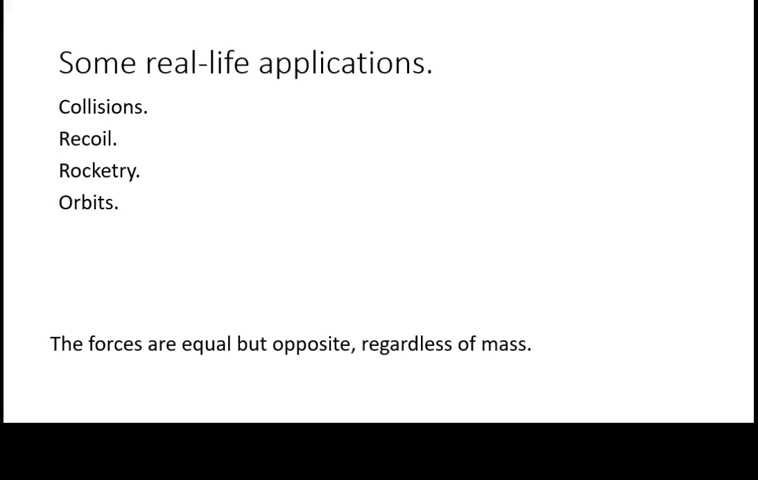 Some real-life applications.
Collisions.
Recoil.
Rocketry.
Orbits.
The forces are equal but opposite, regardless of mass.